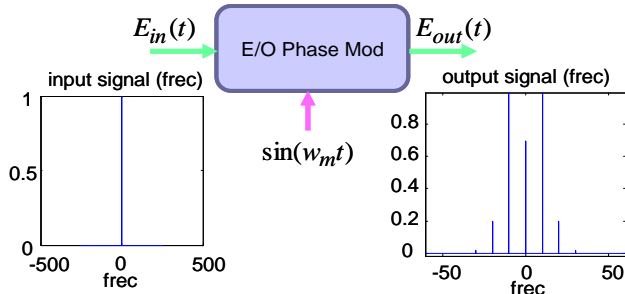 E_in(t)
E/O Phase Mod
E_out(t)
sin(w_m t)
input signal (frec)
1
0.5
0
-500
0
500
frec
output signal (frec)
0.8
0.6
0.4
0.2
0
-50
0
50
frec